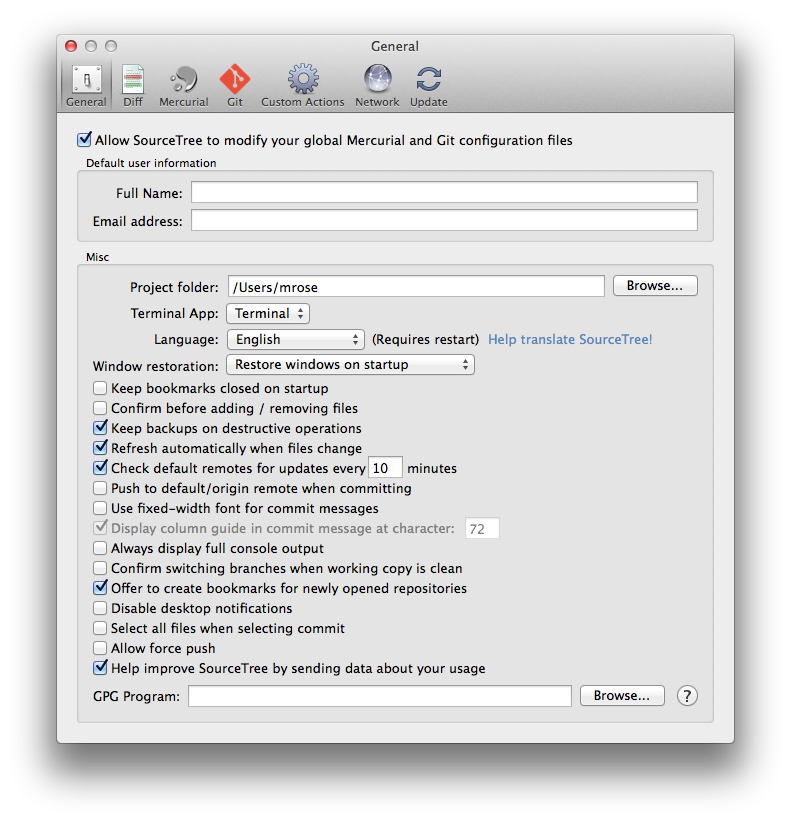 General
General Diff Mercurial Git Custom Actions Network Update
Allow SourceTree to modify your global Mercurial and Git configuration files
Default user information
Full Name:
Email address:
Misc
Project folder: /Users/mrose Browse...
Terminal App: Terminal
Language: English (Requires restart) Help translate SourceTree!
Window restoration: Restore windows on startup
Keep bookmarks closed on startup
Confirm before adding / removing files
Keep backups on destructive operations
Refresh automatically when files change
Check default remotes for updates every 10 minutes
Push to default/origin remote when committing
Use fixed-width font for commit messages
Display column guide in commit message at character: 72
Always display full console output
Confirm switching branches when working copy is clean
Offer to create bookmarks for newly opened repositories
Disable desktop notifications
Select all files when selecting commit
Allow force push
Help improve SourceTree by sending data about your usage
GPG Program: Browse... ?